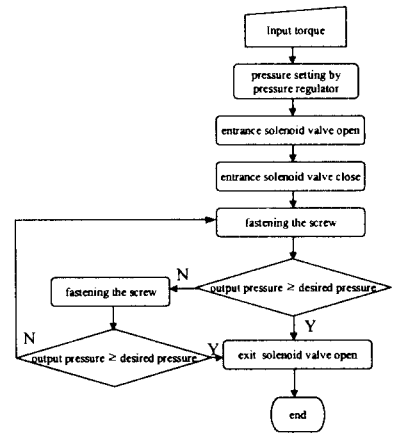 Input torque
pressure setting by
pressure regulator
entrance solenoid valve open
entrance solenoid valve close
fastening the screw
output pressure ≥ desired pressure
N
Y
fastening the screw
output pressure ≥ desired pressure
N
Y
exit solenoid valve open
end